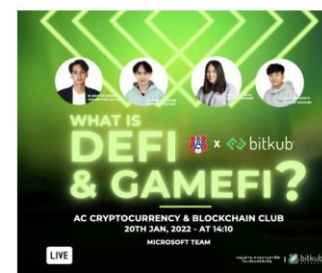 WHAT IS
DEFI
x bitkub
& GAMEFI?
AC CRYPTOCURRENCY & BLOCKCHAIN CLUB
20TH JAN, 2022 - AT 14:10
MICROSOFT TEAM
LIVE
bitkub